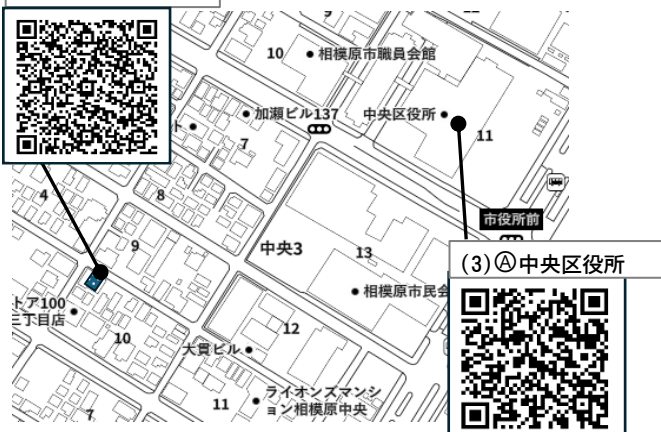 10
相模原市職員会館
加瀬ビル137
中央区役所
11
ト
7
4
8
市役所前
9
中央3
13
(3)Ⓐ中央区役所
相模原市民会
トア100
三丁目店
10
12
大貫ビル
ライオンズマンシ
ョン相模原中央
11
7